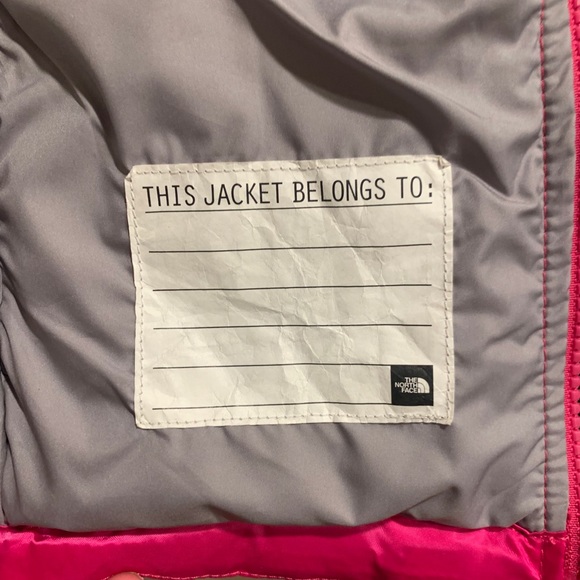 THIS JACKET BELONGS TO:
THE
NORTH
FACE